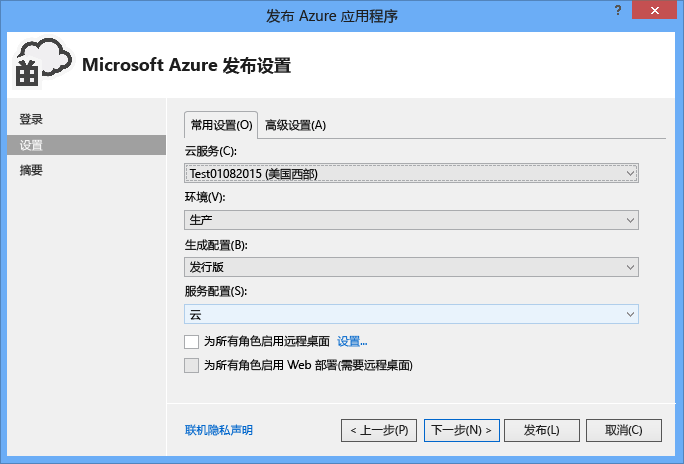 发布 Azure 应用程序
?
Microsoft Azure 发布设置
登录
设置
摘要
常用设置(O) 高级设置(A)
云服务(C):
Test01082015 (美国西部)
环境(V):
生产
生成配置(B):
发行版
服务配置(S):
云
为所有角色启用远程桌面 设置...
为所有角色启用 Web 部署(需要远程桌面)
联机隐私声明 < 上一步(P) 下一步(N) > 发布(L) 取消(C)